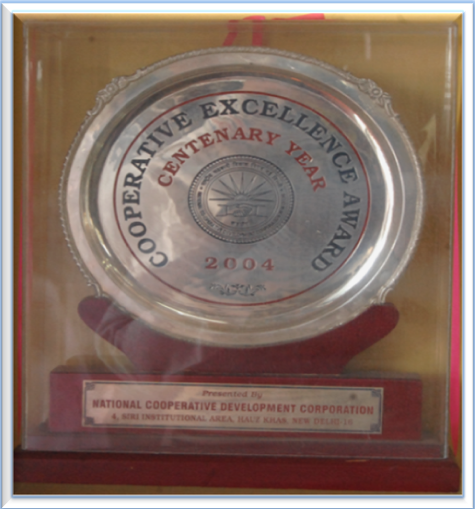 COOPERATIVE EXCELLENCE AWARD
CENTENARY YEAR
2004
Presented By
NATIONAL COOPERATIVE DEVELOPMENT CORPORATION
4, SIRI INSTITUTIONAL AREA, HAUZ KHAS, NEW DELHI-16